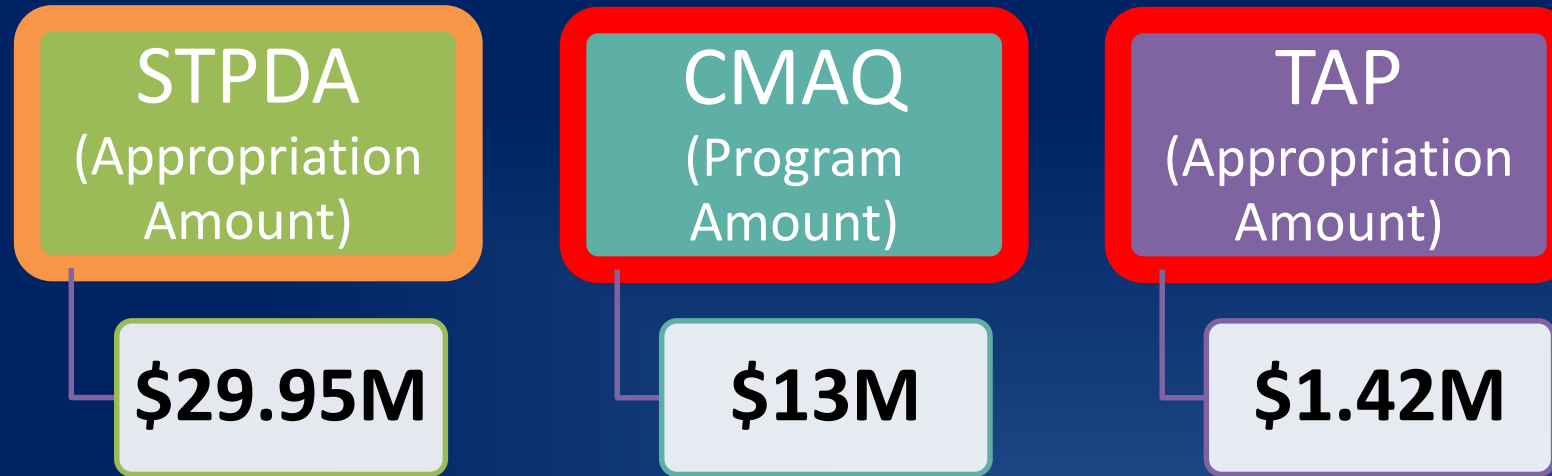 STPDA
(Appropriation
Amount)
$29.95M
CMAQ
(Program
Amount)
$13M
TAP
(Appropriation
Amount)
$1.42M